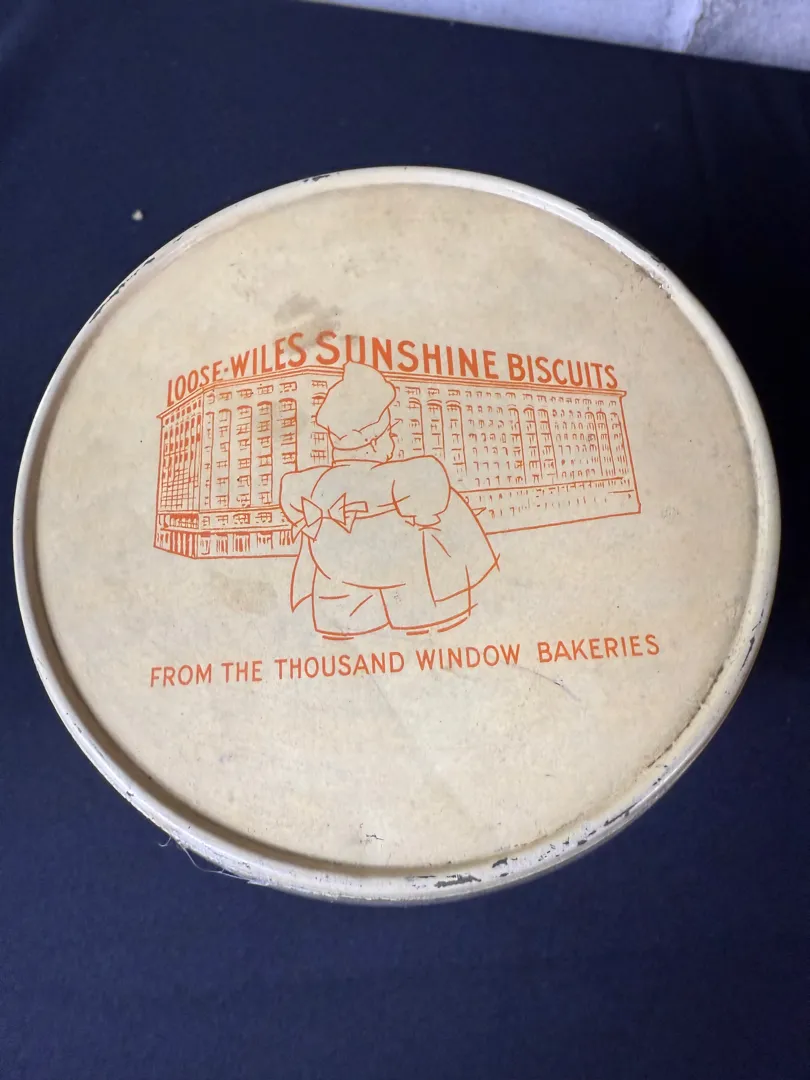 LOOSE-WILES SUNSHINE BISCUITS
FROM THE THOUSAND WINDOW BAKERIES